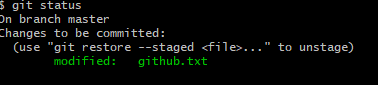 $ git status
On branch master
Changes to be committed:
  (use "git restore --staged <file>..." to unstage)
        modified:   github.txt